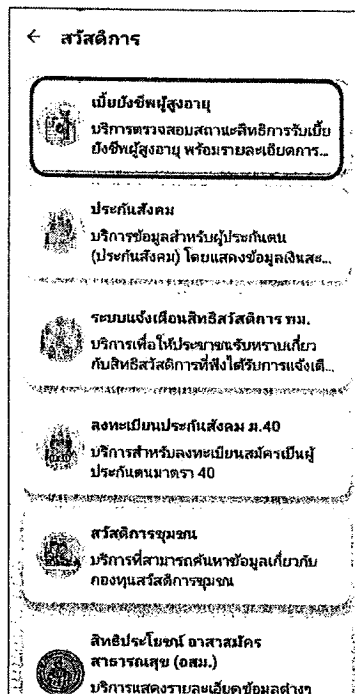 ← สวัสดิการ
เบี้ยยังชีพผู้สูงอายุ
บริการตรวจสอบสถานะสิทธิการรับเบี้ย
ยังชีพผู้สูงอายุ พร้อมรายละเอียดการ...
ประกันสังคม
บริการข้อมูลสำหรับผู้ประกันตน
(ประกันสังคม) โดยแสดงข้อมูลเงินสะ...
ระบบแจ้งเตือนสิทธิสวัสดิการ พม.
บริการเพื่อให้ประชาชนรับทราบเกี่ยว
กับสิทธิสวัสดิการที่พึงได้รับการแจ้งเตื...
ลงทะเบียนประกันสังคม ม.40
บริการสำหรับลงทะเบียนสมัครเป็นผู้
ประกันตนมาตรา 40
สวัสดิการชุมชน
บริการที่สามารถค้นหาข้อมูลเกี่ยวกับ
กองทุนสวัสดิการชุมชน
สิทธิประโยชน์ อาสาสมัคร
สาธารณสุข (อสม.)
บริการแสดงรายละเอียดข้อมูลต่างๆ